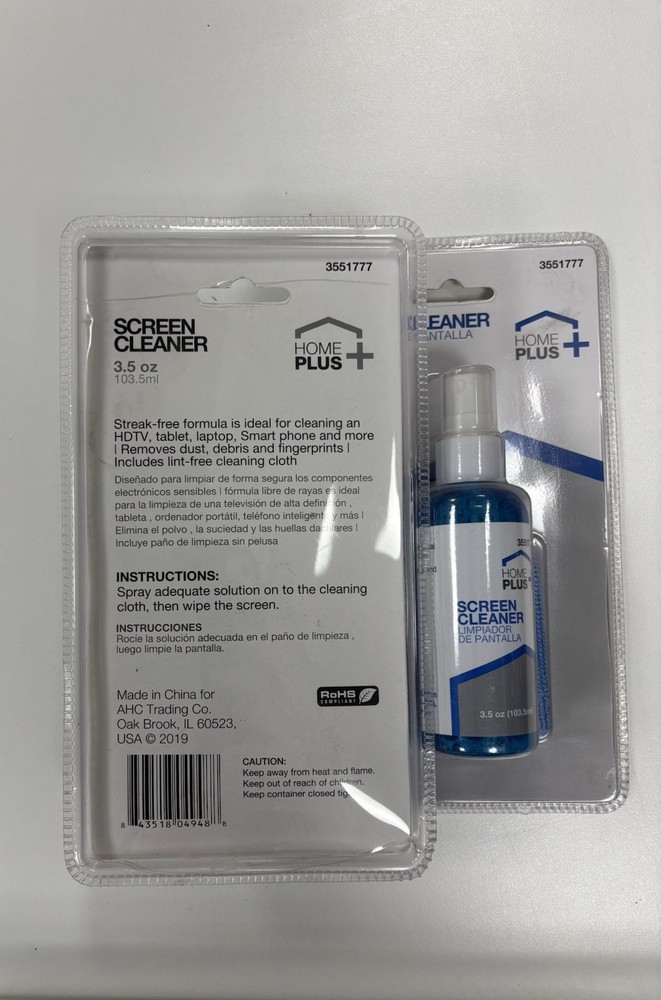 3551777
SCREEN
CLEANER
3.5 oz
103.5ml
HOME
PLUS+
Streak-free formula is ideal for cleaning an
HDTV, tablet, laptop, Smart phone and more
| Removes dust, debris and fingerprints |
Includes lint-free cleaning cloth
Diseñado para limpiar de forma segura los componentes
electrónicos sensibles | fórmula libre de rayas es ideal
para la limpieza de una televisión de alta definición ,
tableta , ordenador portátil, teléfono inteligente y más |
Elimina el polvo , la suciedad y las huellas dactilares |
Incluye paño de limpieza sin pelusa
INSTRUCTIONS:
Spray adequate solution on to the cleaning
cloth, then wipe the screen.
INSTRUCCIONES
Rocíe la solución adecuada en el paño de limpieza ,
luego limpie la pantalla.
Made in China for
AHC Trading Co.
Oak Brook, IL 60523,
USA © 2019
RoHS
COMPLIANT
8 43518 04948 8
CAUTION:
Keep away from heat and flame.
Keep out of reach of children.
Keep container closed
3551777
CLEANER
PANTALLA
HOME
PLUS+
HOME
PLUS+
SCREEN
CLEANER
LIMPIADOR
DE PANTALLA
3.5 oz (103.5m